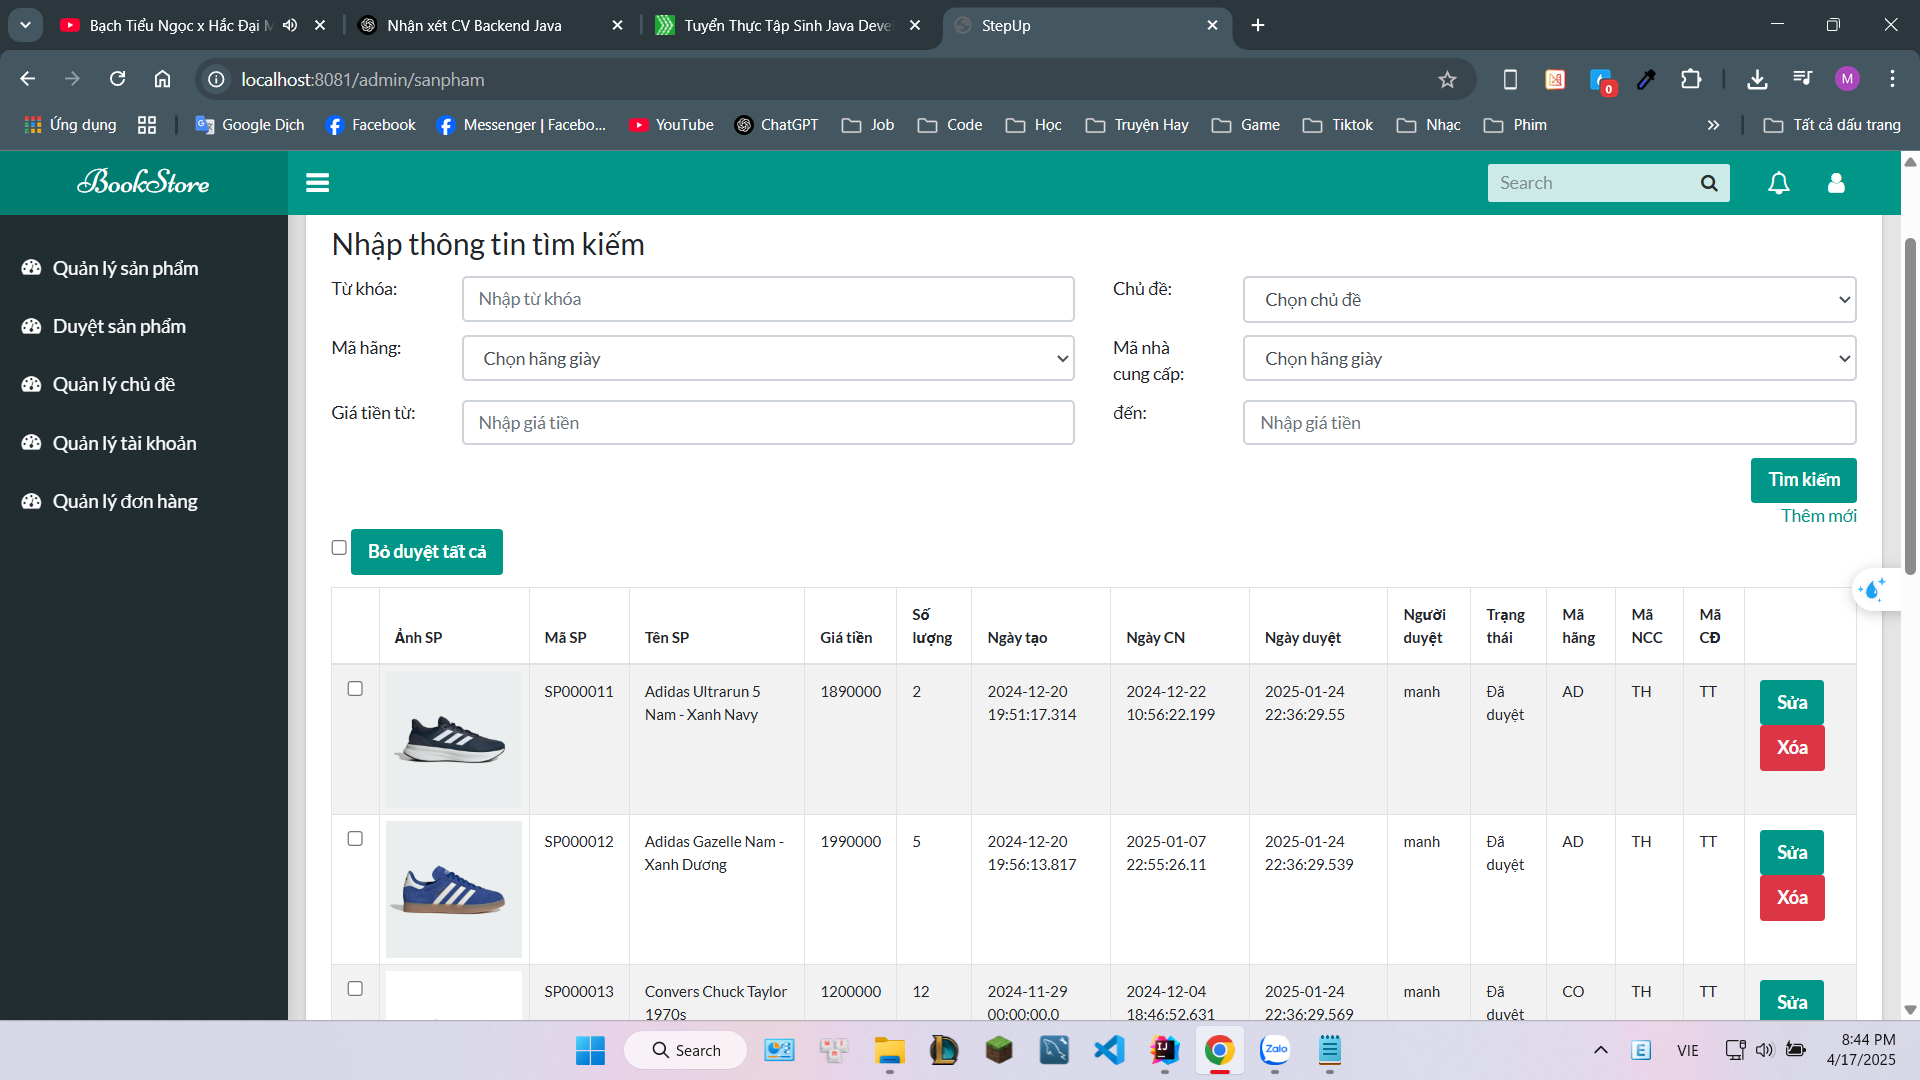 Bạch Tiểu Ngọc x Hắc Đại M
Nhận xét CV Backend Java
Tuyển Thực Tập Sinh Java Deve
StepUp
localhost:8081/admin/sanpham
0
M
Ứng dụng
Google Dịch
Facebook
Messenger | Facebo...
YouTube
ChatGPT
Job
Code
Học
Truyện Hay
Game
Tiktok
Nhạc
Phim
Tất cả dấu trang
BookStore
Search
Quản lý sản phẩm
Duyệt sản phẩm
Quản lý chủ đề
Quản lý tài khoản
Quản lý đơn hàng
Nhập thông tin tìm kiếm
Từ khóa:
Nhập từ khóa
Chủ đề:
Chọn chủ đề
Mã hãng:
Chọn hãng giày
Mã nhà
cung cấp:
Chọn hãng giày
Giá tiền từ:
Nhập giá tiền
đến:
Nhập giá tiền
Tìm kiếm
Thêm mới
Bỏ duyệt tất cả
Ảnh SP Mã SP Tên SP Giá tiền Số lượng Ngày tạo Ngày CN Ngày duyệt Người duyệt Trạng thái Mã hãng Mã NCC Mã CĐ
SP000011 Adidas Ultrarun 5 1890000 2 2024-12-20 2024-12-22 2025-01-24 manh Đã AD TH TT Sửa
Nam - Xanh Navy 19:51:17.314 10:56:22.199 22:36:29.55 duyệt
Xóa
SP000012 Adidas Gazelle Nam - 1990000 5 2024-12-20 2025-01-07 2025-01-24 manh Đã AD TH TT Sửa
Xanh Dương 19:56:13.817 22:55:26.11 22:36:29.539 duyệt
Xóa
SP000013 Convers Chuck Taylor 1200000 12 2024-11-29 2024-12-04 2025-01-24 manh Đã CO TH TT Sửa
1970s 00:00:00.0 18:46:52.631 22:36:29.569 duyệt
Search
IJ
Zalo
E
VIE
8:44 PM
4/17/2025